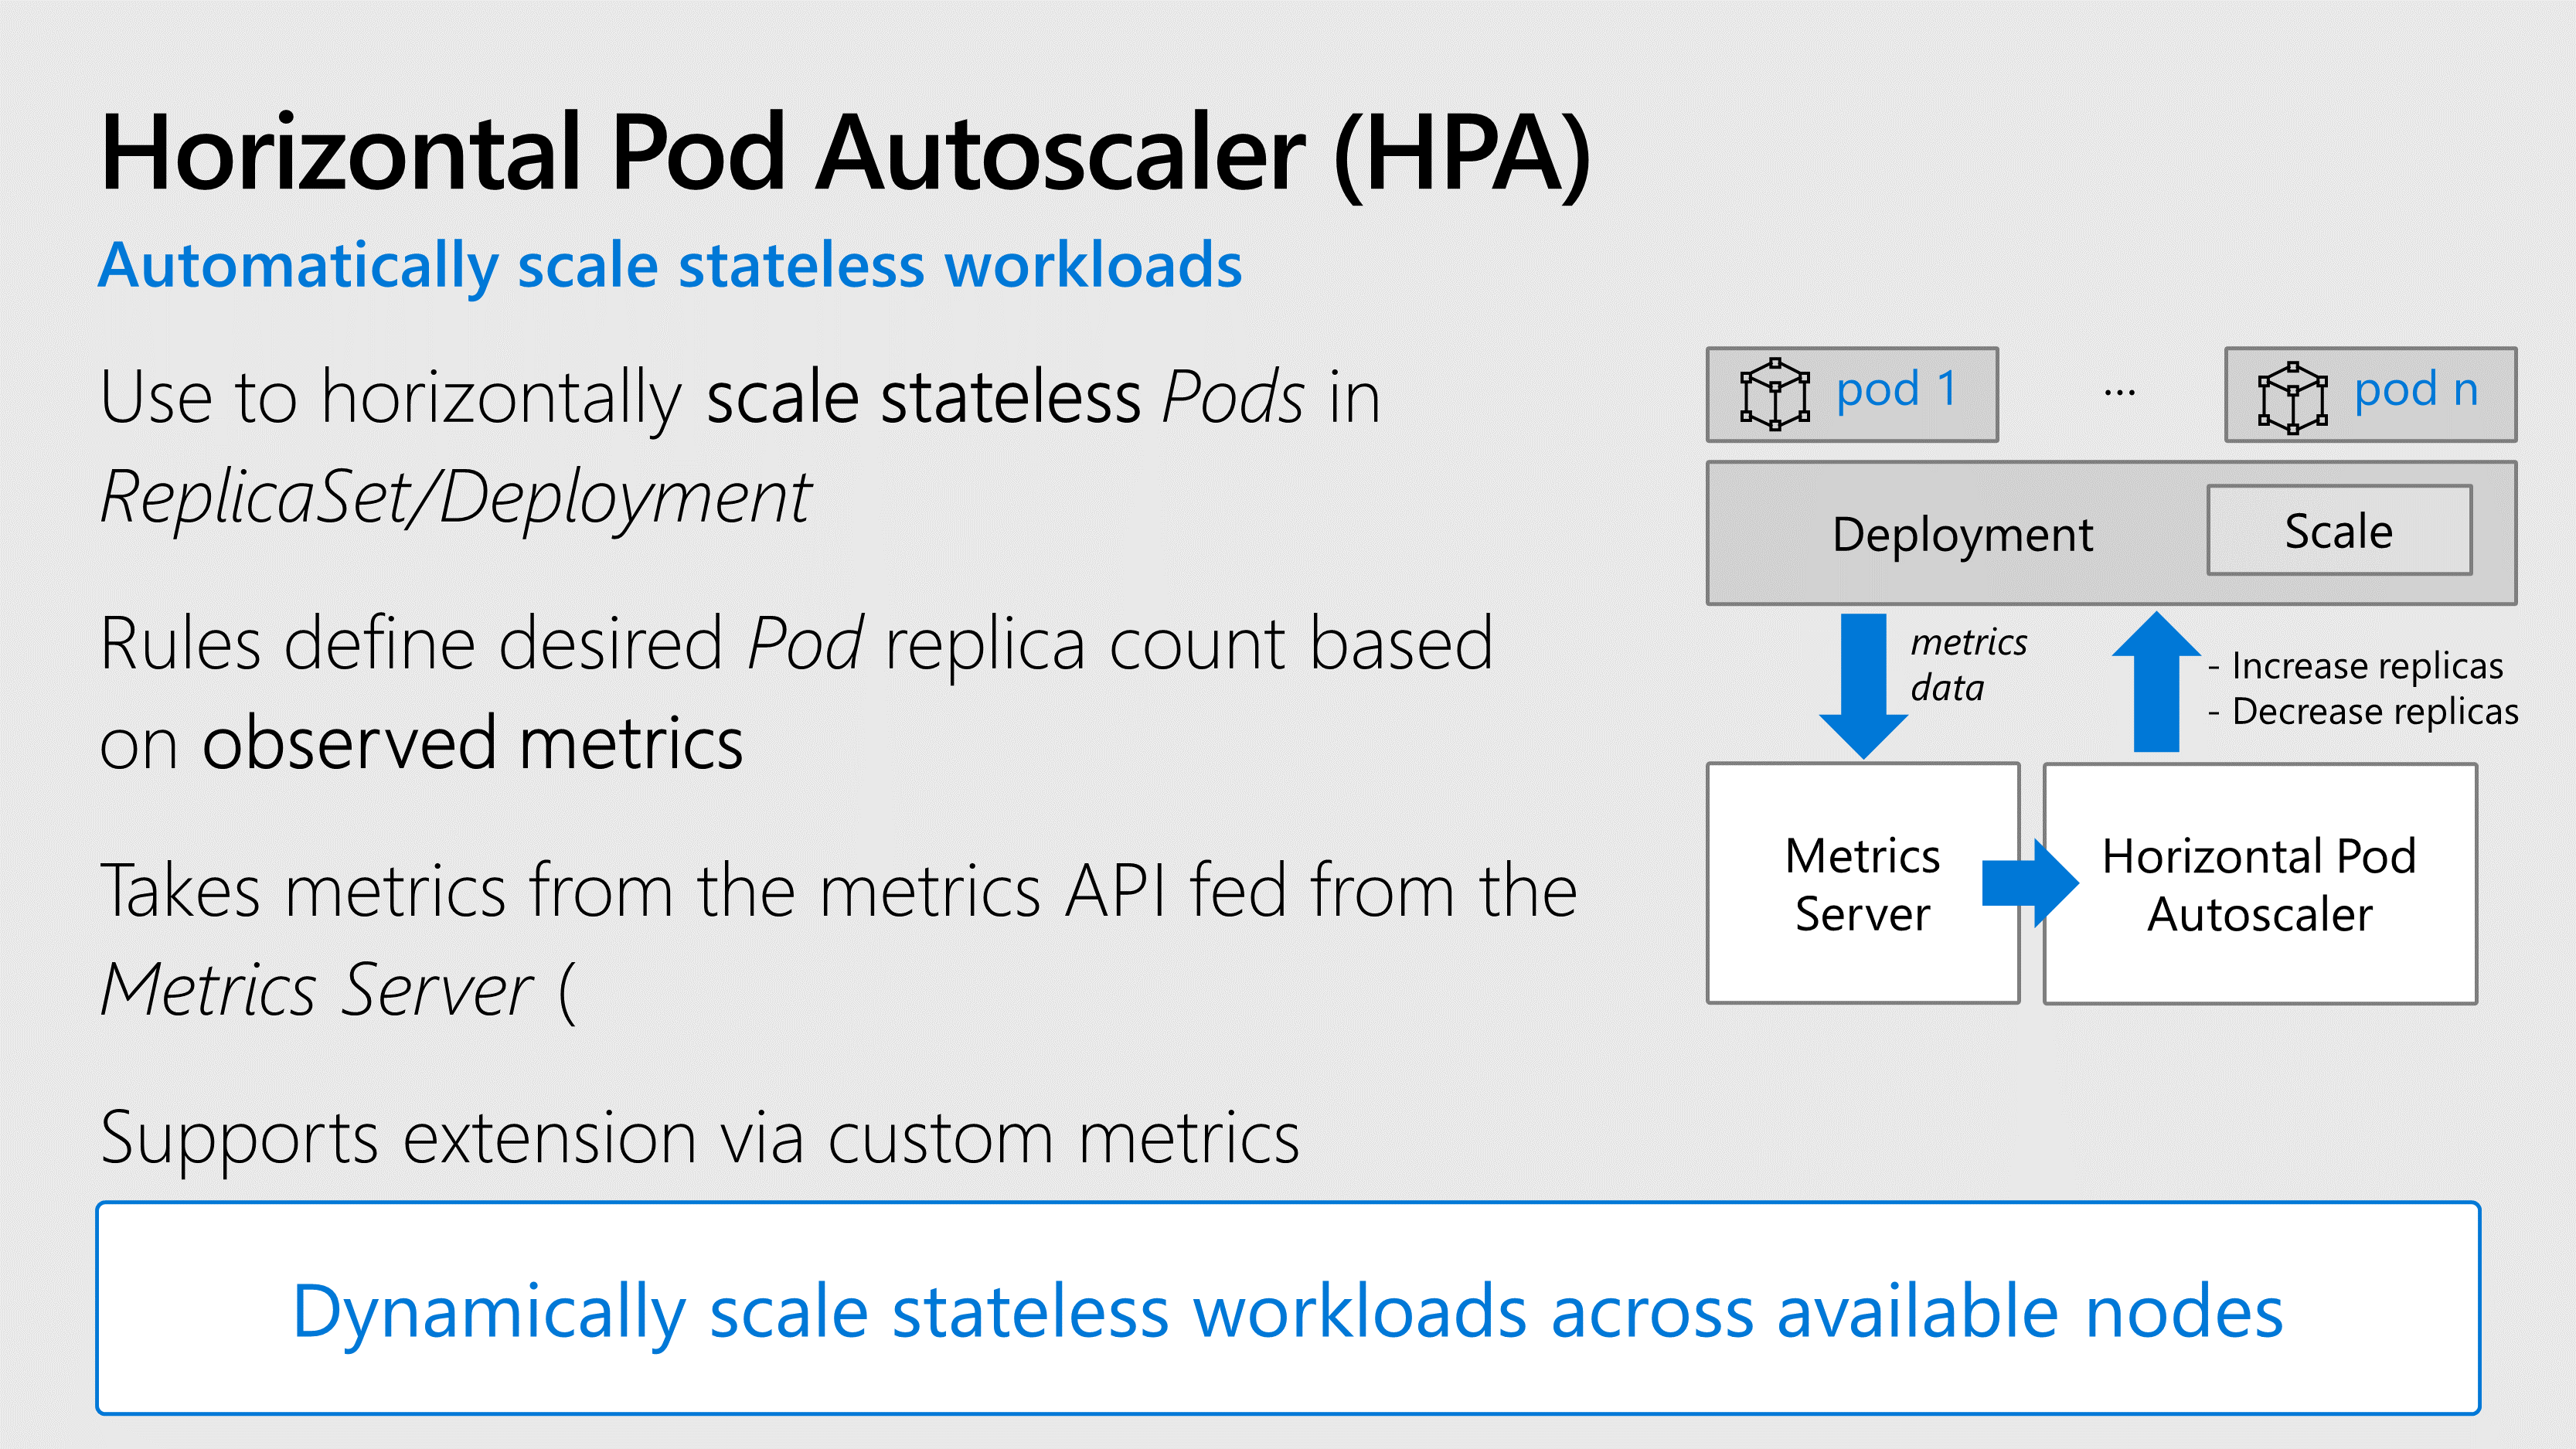 Horizontal Pod Autoscaler (HPA)
Automatically scale stateless workloads
Use to horizontally scale stateless Pods in
ReplicaSet/Deployment
Rules define desired Pod replica count based
on observed metrics
Takes metrics from the metrics API fed from the
Metrics Server (
Supports extension via custom metrics
pod 1
...
pod n
Deployment
Scale
metrics
data
- Increase replicas
- Decrease replicas
Metrics
Server
Horizontal Pod
Autoscaler
Dynamically scale stateless workloads across available nodes